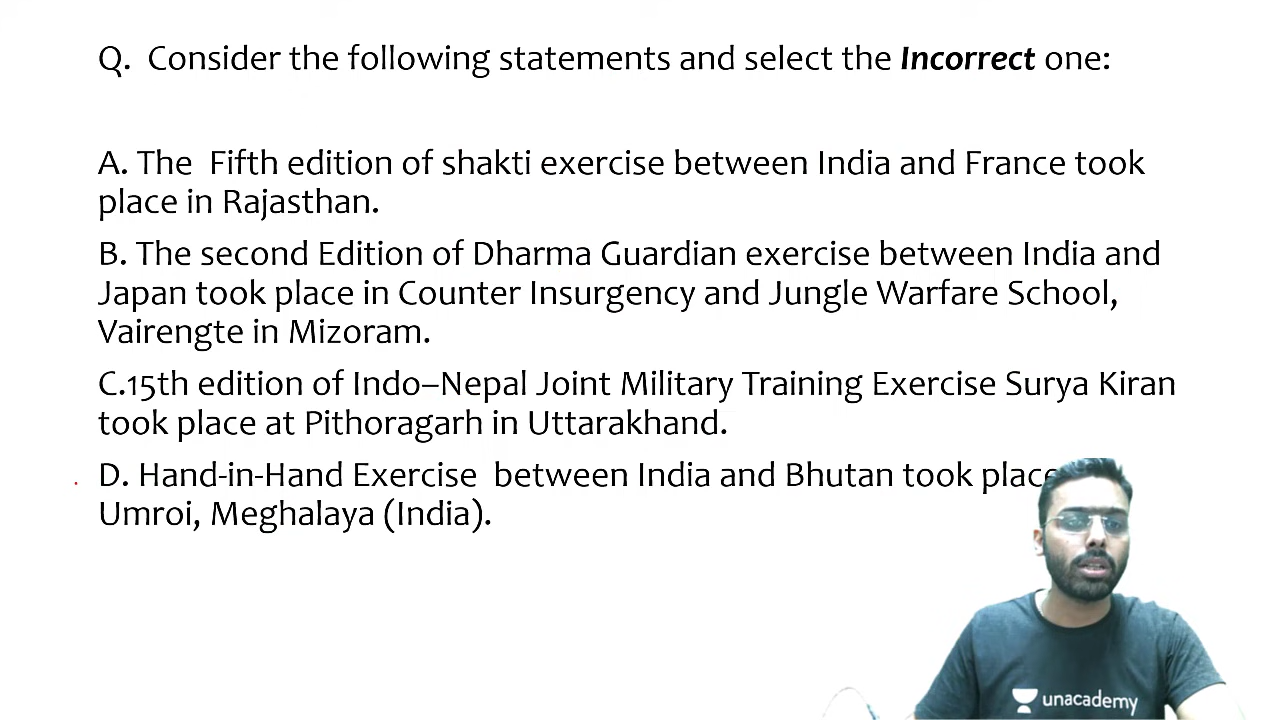 Q. Consider the following statements and select the Incorrect one:
A. The Fifth edition of shakti exercise between India and France took
place in Rajasthan.
B. The second Edition of Dharma Guardian exercise between India and
Japan took place in Counter Insurgency and Jungle Warfare School,
Vairengte in Mizoram.
C.15th edition of Indo–Nepal Joint Military Training Exercise Surya Kiran
took place at Pithoragarh in Uttarakhand.
D. Hand-in-Hand Exercise between India and Bhutan took place
Umroi, Meghalaya (India).
unacademy